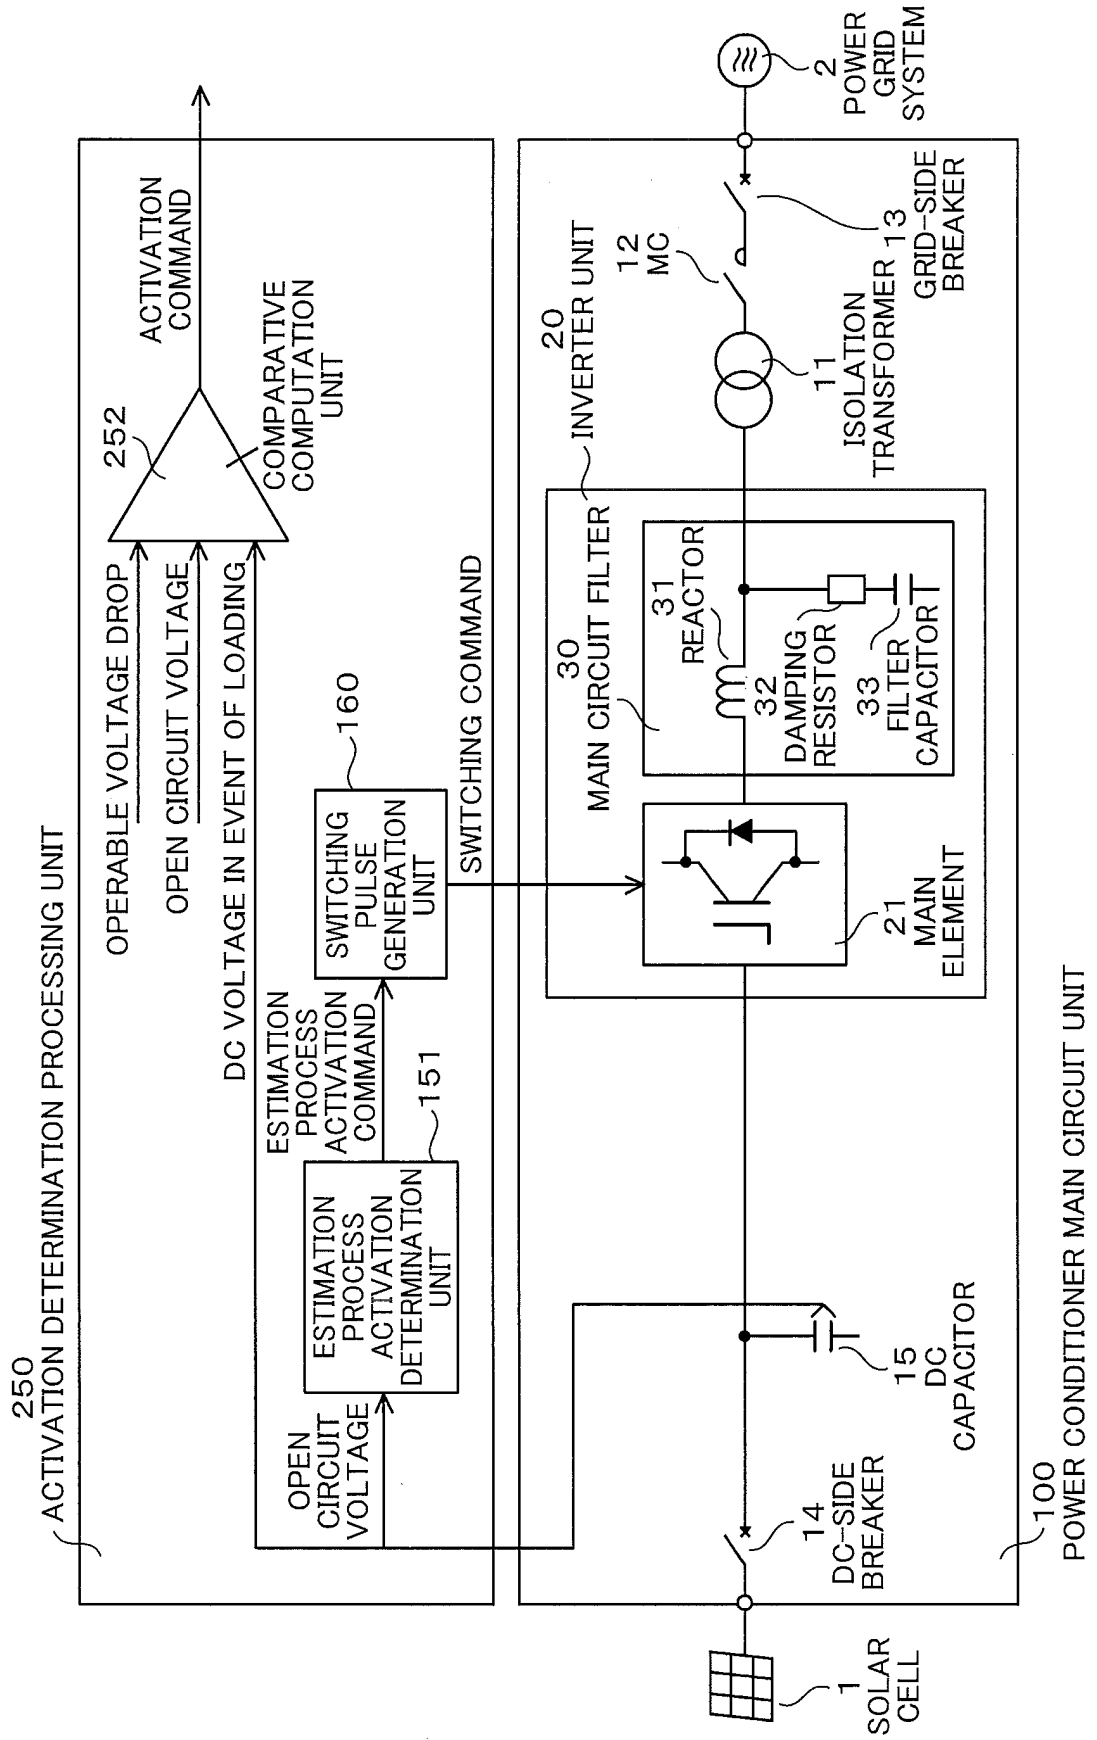 250
ACTIVATION DETERMINATION PROCESSING UNIT
OPERABLE VOLTAGE DROP
OPEN CIRCUIT VOLTAGE
DC VOLTAGE IN EVENT OF LOADING
252
COMPARATIVE
COMPUTATION
UNIT
ACTIVATION
COMMAND
OPEN
CIRCUIT
VOLTAGE
ESTIMATION
PROCESS
ACTIVATION
DETERMINATION
UNIT
151
ESTIMATION
PROCESS
ACTIVATION
COMMAND
SWITCHING
PULSE
GENERATION
UNIT
160
SWITCHING COMMAND
1
SOLAR
CELL
14
DC-SIDE
BREAKER
15
DC
CAPACITOR
21
MAIN
ELEMENT
30
MAIN CIRCUIT FILTER
31
REACTOR
32
DAMPING
RESISTOR
33
FILTER
CAPACITOR
20
INVERTER UNIT
11
ISOLATION
TRANSFORMER
12
MC
13
GRID-SIDE
BREAKER
2
POWER
GRID
SYSTEM
100
POWER CONDITIONER MAIN CIRCUIT UNIT